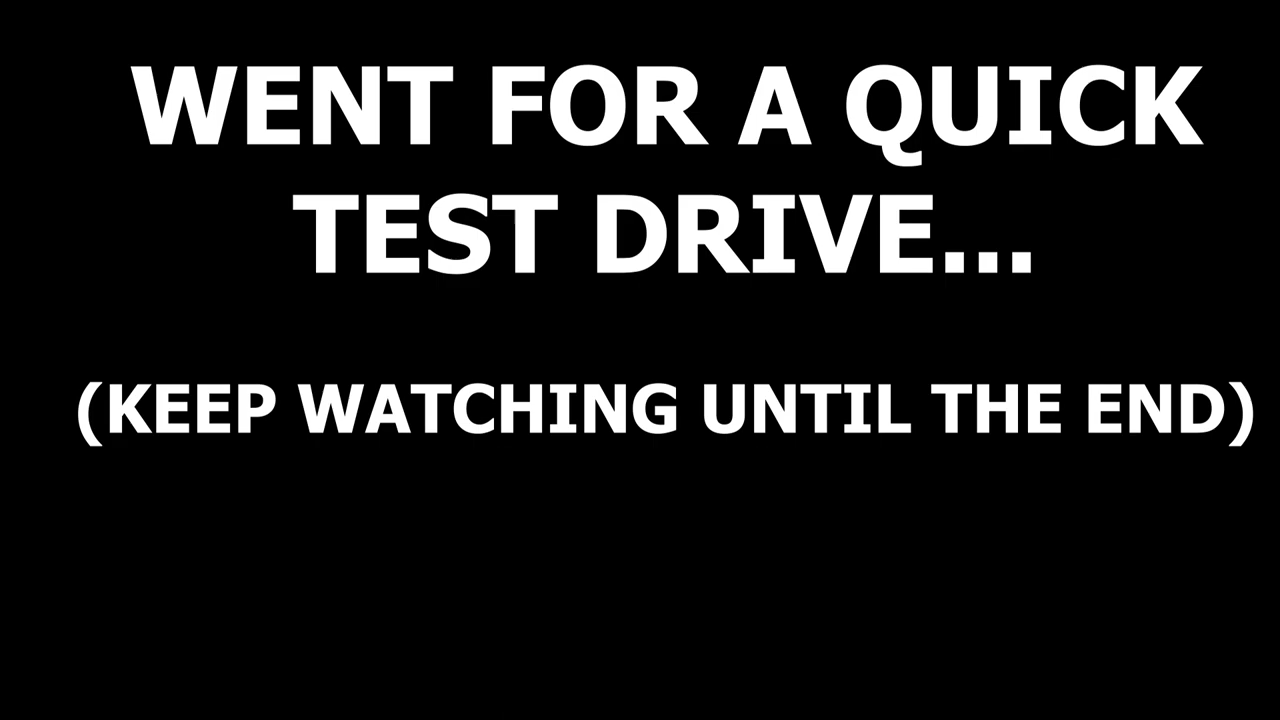 WENT FOR A QUICK
TEST DRIVE...
(KEEP WATCHING UNTIL THE END)